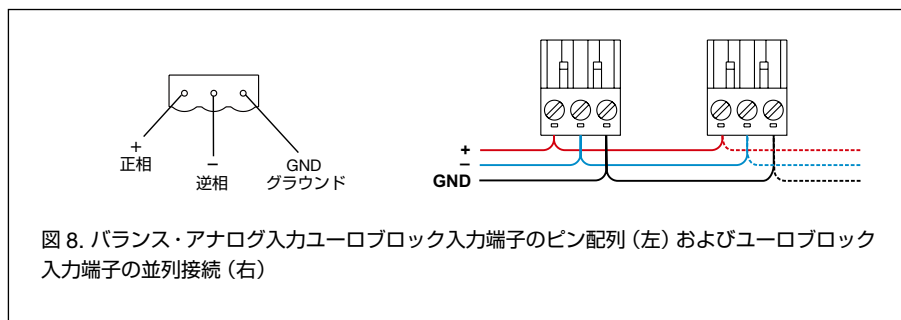 +
正相
−
逆相
GND
グラウンド
+
−
GND
図 8. バランス・アナログ入力ユーロブロック入力端子のピン配列（左）およびユーロブロック
入力端子の並列接続（右）